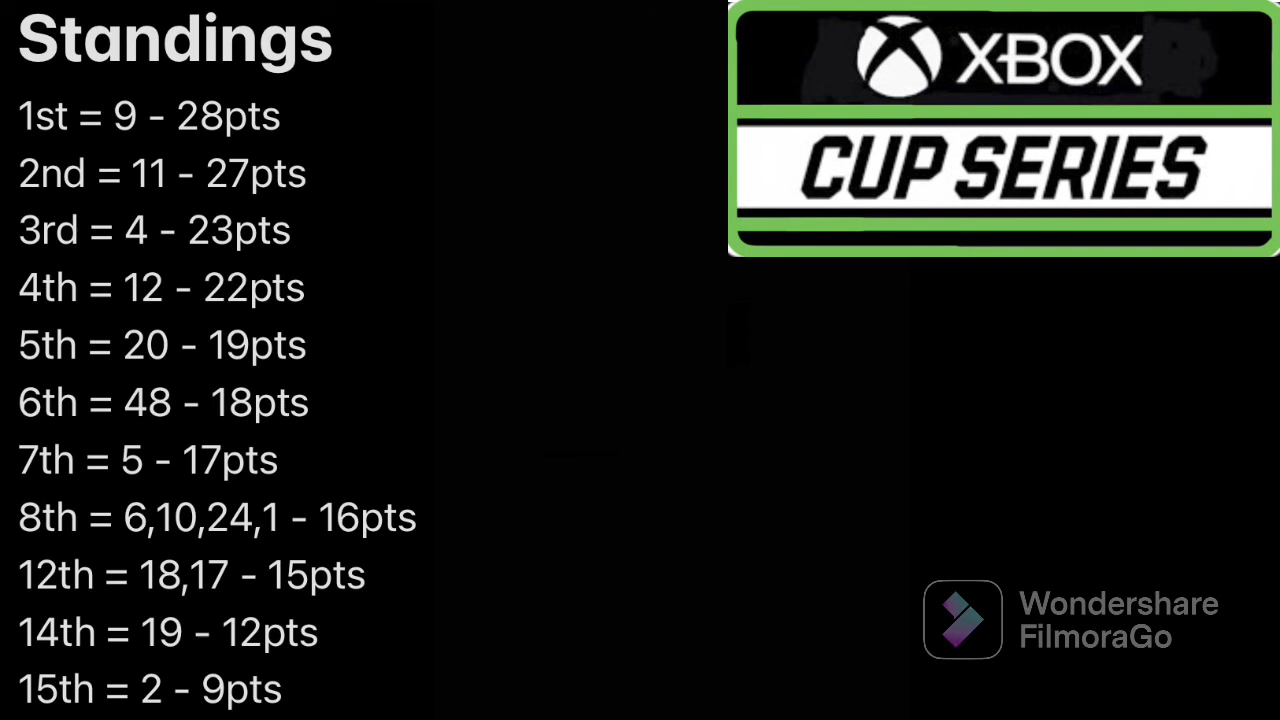 Standings
1st = 9 - 28pts
2nd = 11 - 27pts
3rd = 4 - 23pts
4th = 12 - 22pts
5th = 20 - 19pts
6th = 48 - 18pts
7th = 5 - 17pts
8th = 6,10,24,1 - 16pts
12th = 18,17 - 15pts
14th = 19 - 12pts
15th = 2 - 9pts
XBOX
CUP SERIES
Wondershare
FilmoraGo